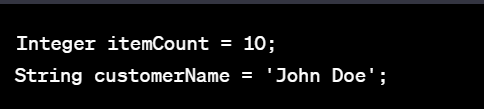 Integer itemCount = 10;
String customerName = 'John Doe';